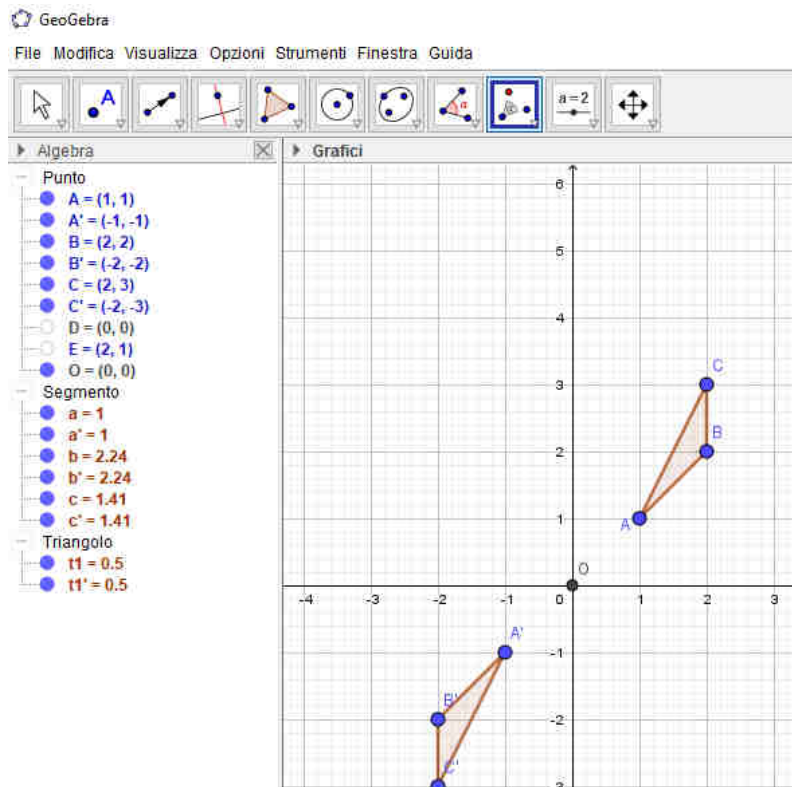 GeoGebra
File Modifica Visualizza Opzioni Strumenti Finestra Guida
A
α
a=2
Algebra
Grafici
Punto
A = (1, 1)
A' = (-1, -1)
B = (2, 2)
B' = (-2, -2)
C = (2, 3)
C' = (-2, -3)
D = (0, 0)
E = (2, 1)
O = (0, 0)
Segmento
a = 1
a' = 1
b = 2.24
b' = 2.24
c = 1.41
c' = 1.41
Triangolo
t1 = 0.5
t1' = 0.5
6
5
4
3
2
1
C
B
A
O
-4 -3 -2 -1 0 1 2 3
A'
-1
B'
-2
C'
-3